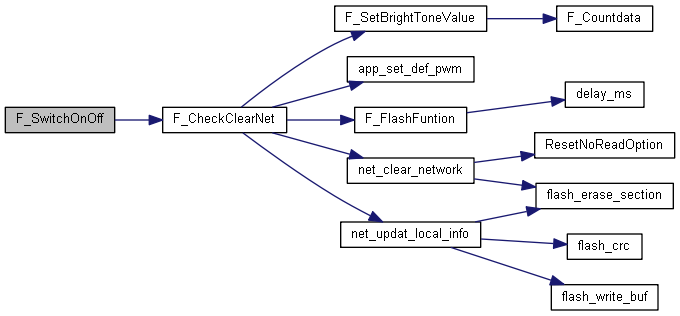 F_SetBrightToneValue
F_Countdata
app_set_def_pwm
delay_ms
F_SwitchOnOff
F_CheckClearNet
F_FlashFuntion
ResetNoReadOption
net_clear_network
flash_erase_section
net_updat_local_info
flash_crc
flash_write_buf